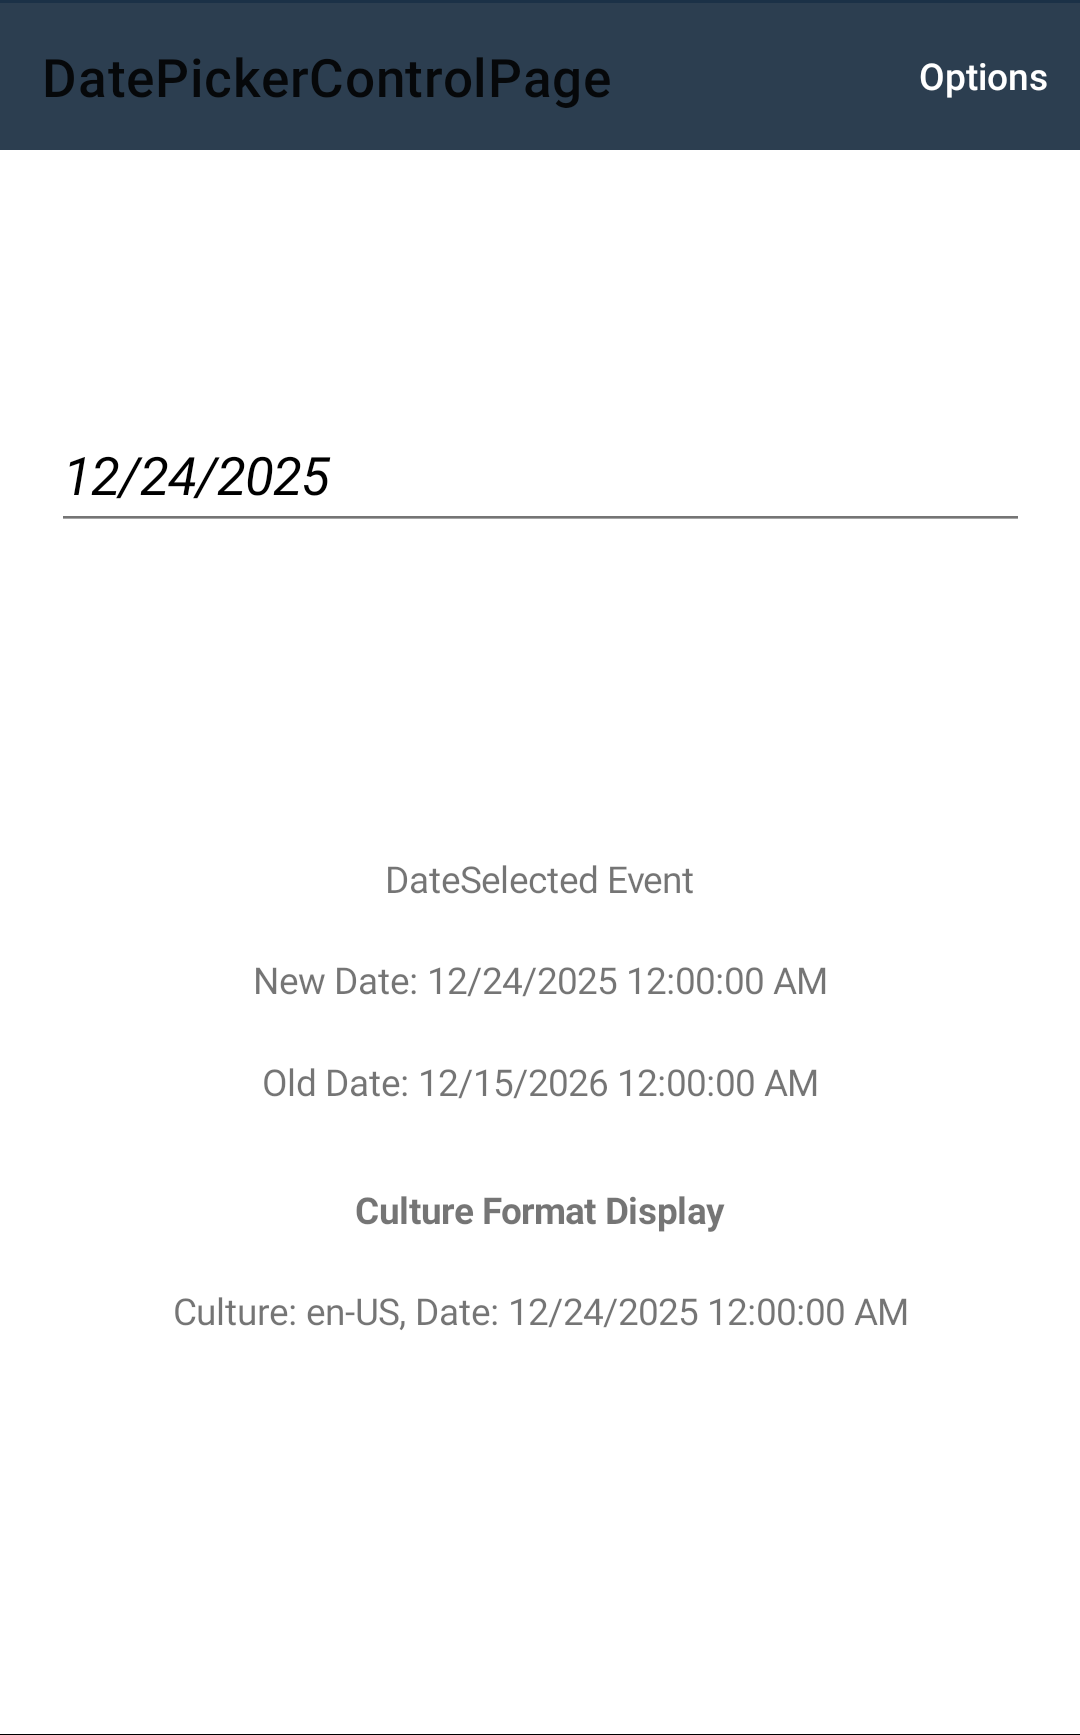 DatePickerControlPage
Options
12/24/2025
DateSelected Event
New Date: 12/24/2025 12:00:00 AM
Old Date: 12/15/2026 12:00:00 AM
Culture Format Display
Culture: en-US, Date: 12/24/2025 12:00:00 AM